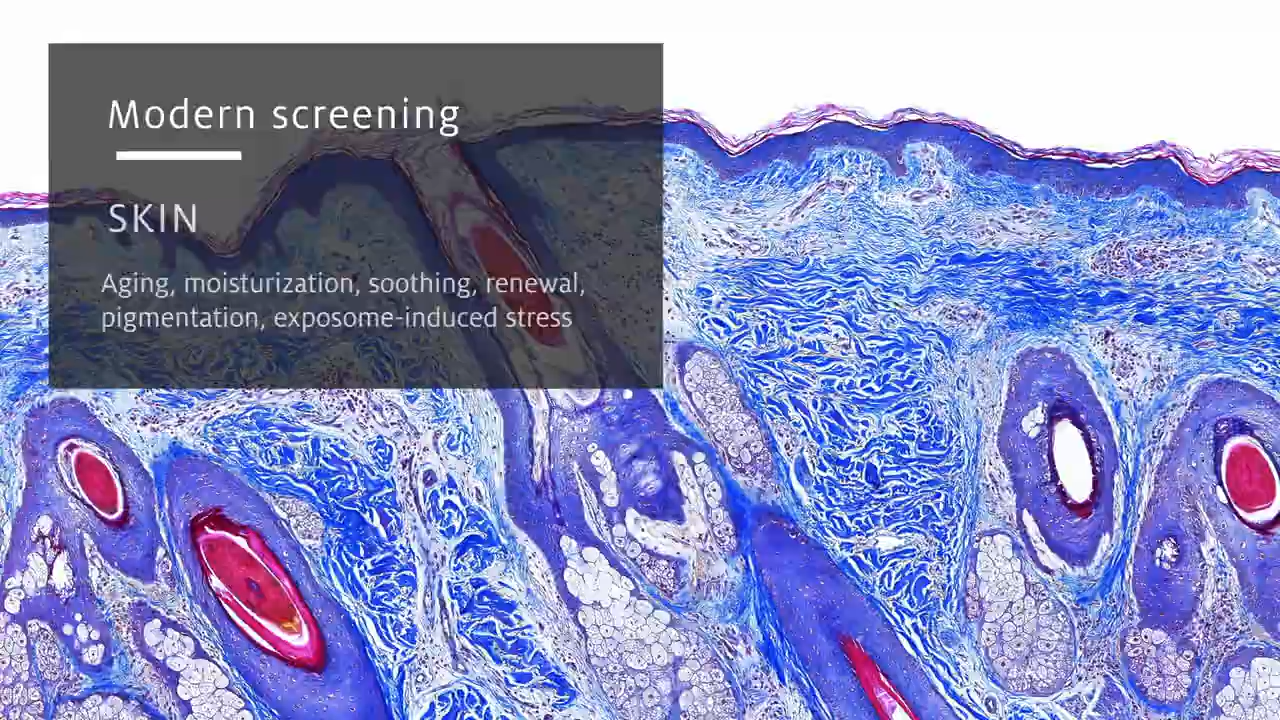 Modern screening
SKIN
Aging, moisturization, soothing, renewal,
pigmentation, exposome-induced stress